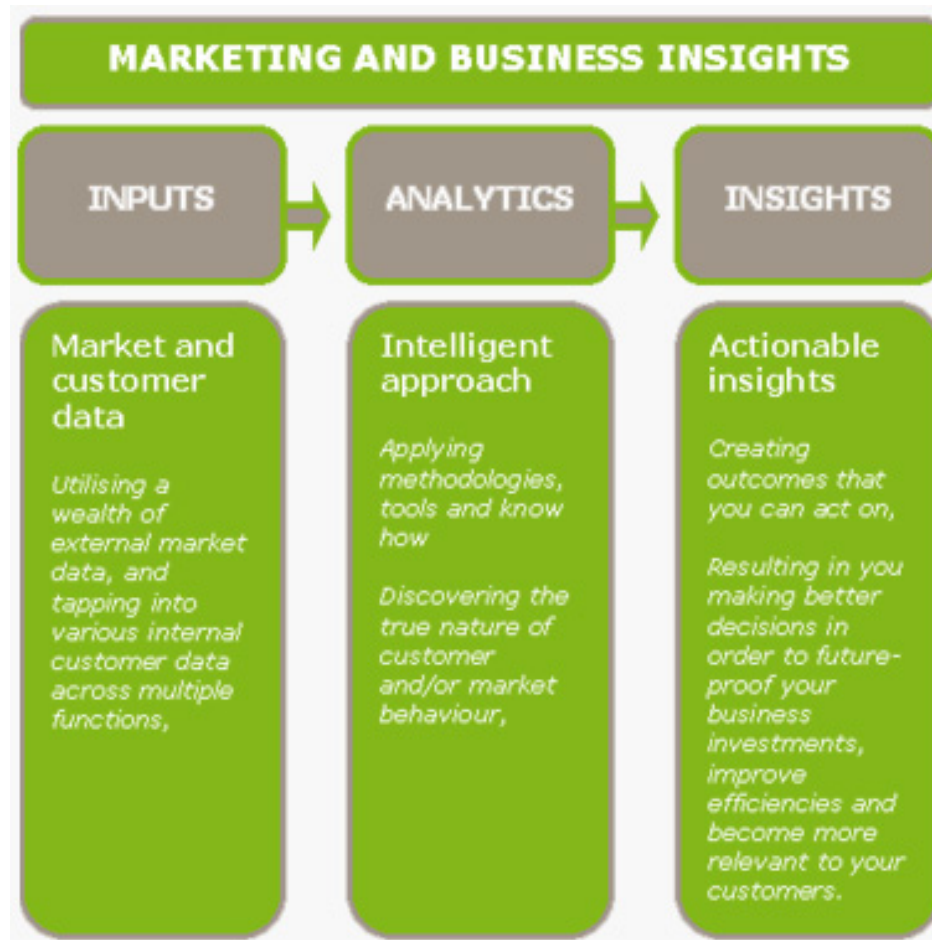 MARKETING AND BUSINESS INSIGHTS
INPUTS
ANALYTICS
INSIGHTS
Market and
customer
data
Utilising a
wealth of
external market
data, and
tapping into
various internal
customer data
across multiple
functions,
Intelligent
approach
Applying
methodologies,
tools and know
how
Discovering the
true nature of
customer
and/or market
behaviour,
Actionable
insights
Creating
outcomes that
you can act on,
Resulting in you
making better
decisions in
order to future-
proof your
business
investments,
improve
efficiencies and
become more
relevant to your
customers.